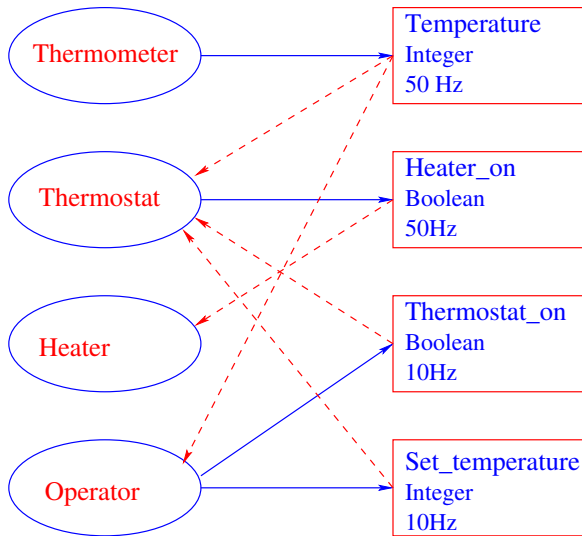 Thermometer
Temperature
Integer
50 Hz
Thermostat
Heater_on
Boolean
50Hz
Heater
Thermostat_on
Boolean
10Hz
Operator
Set_temperature
Integer
10Hz